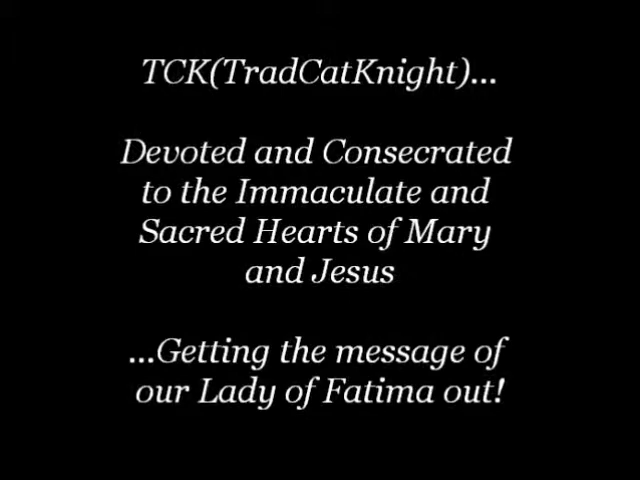 TCK(TradCatKnight)...
Devoted and Consecrated
to the Immaculate and
Sacred Hearts of Mary
and Jesus
...Getting the message of
our Lady of Fatima out!